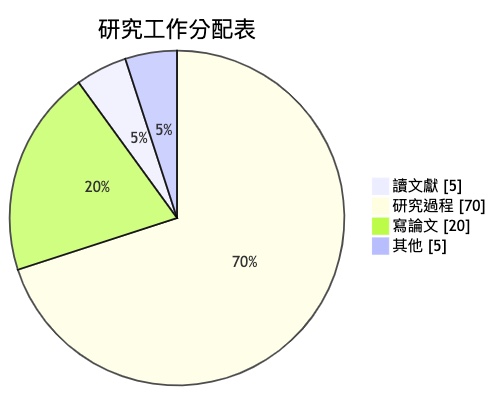 研究工作分配表
5%
5%
20%
70%
讀文獻 [5]
研究過程 [70]
寫論文 [20]
其他 [5]